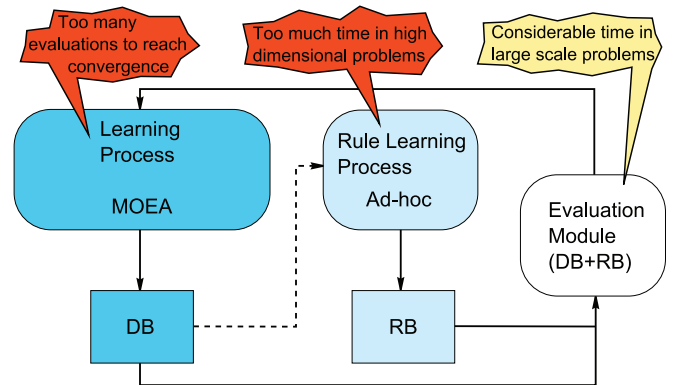 Too many
evaluations to reach
convergence
Too much time in high
dimensional problems
Considerable time in
large scale problems
Learning
Process
MOEA
Rule Learning
Process
Ad-hoc
Evaluation
Module
(DB+RB)
DB
RB